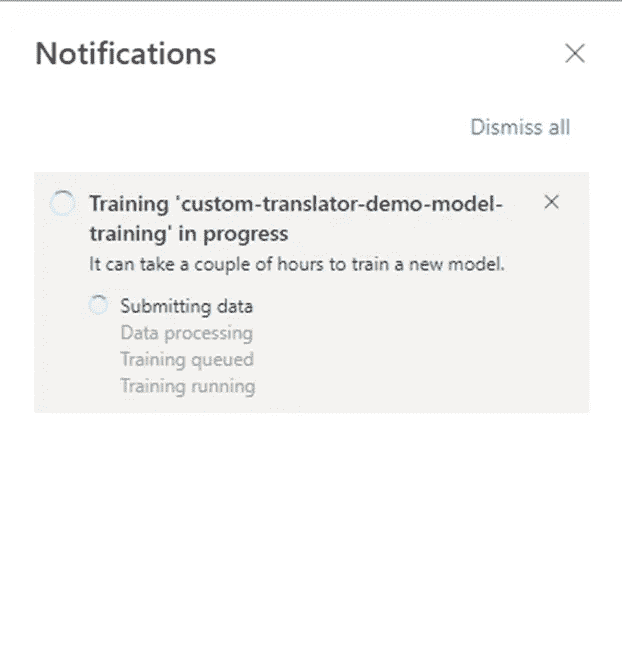 Notifications
Dismiss all
Training 'custom-translator-demo-model-
training' in progress
It can take a couple of hours to train a new model.
Submitting data
Data processing
Training queued
Training running